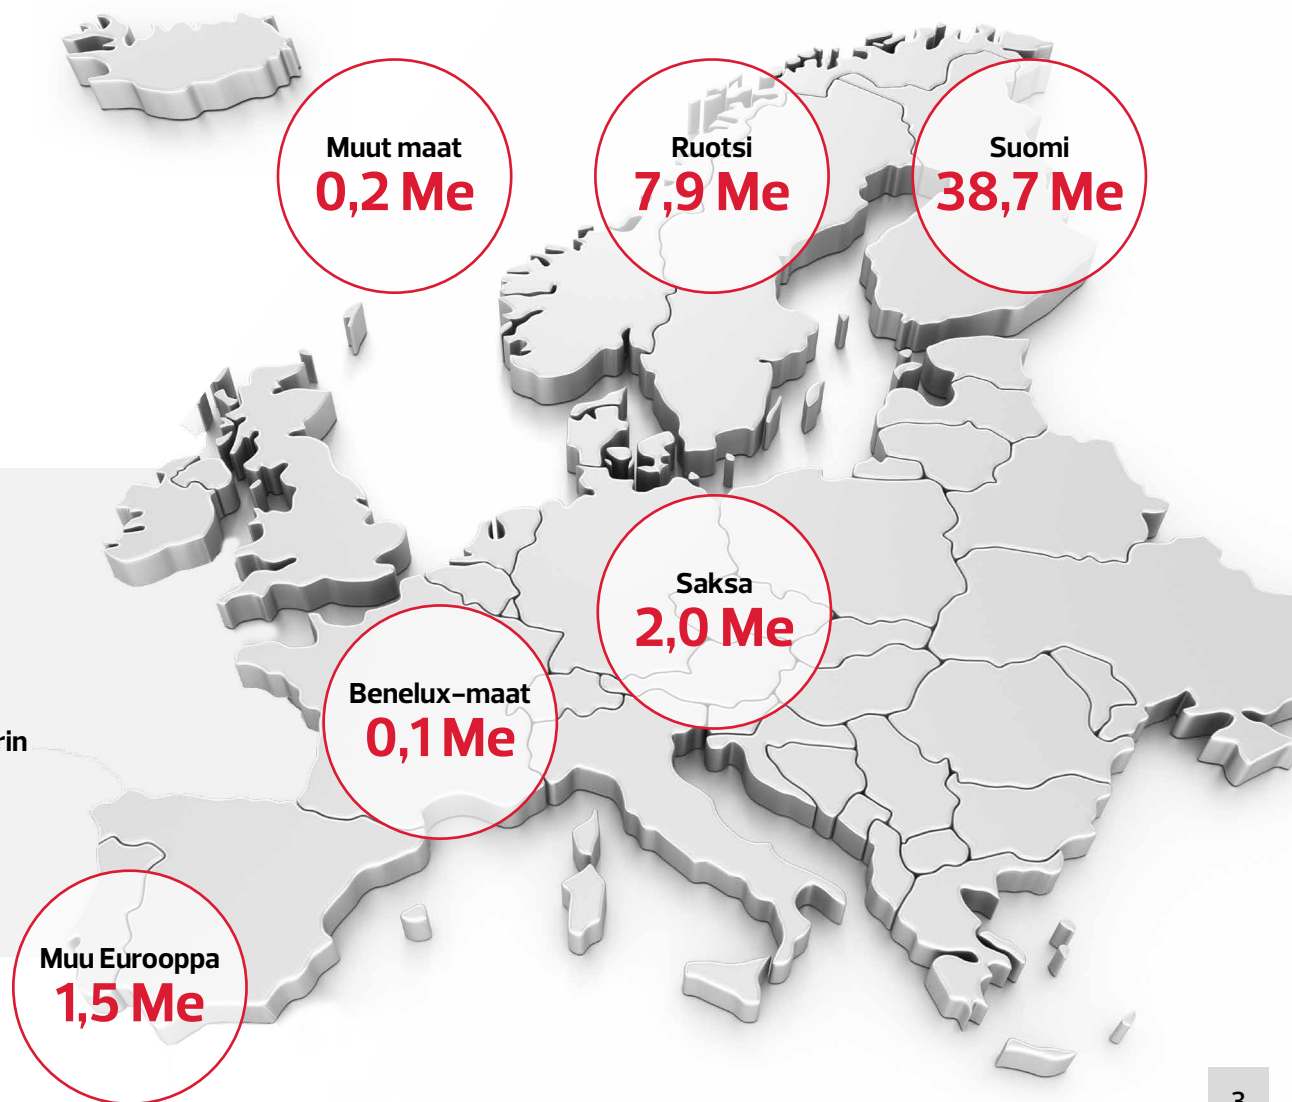 Muut maat
0,2 Me
Ruotsi
7,9 Me
Suomi
38,7 Me
Saksa
2,0 Me
Benelux-maat
0,1 Me
rin
Muu Eurooppa
1,5 Me
3